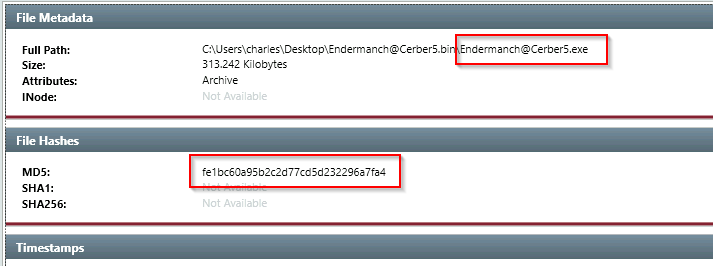 File Metadata
Full Path: C:\Users\charles\Desktop\Endermanch@Cerber5.bin\Endermanch@Cerber5.exe
Size: 313.242 Kilobytes
Attributes: Archive
INode: Not Available
File Hashes
MD5: fe1bc60a95b2c2d77cd5d232296a7fa4
SHA1: Not Available
SHA256: Not Available
Timestamps